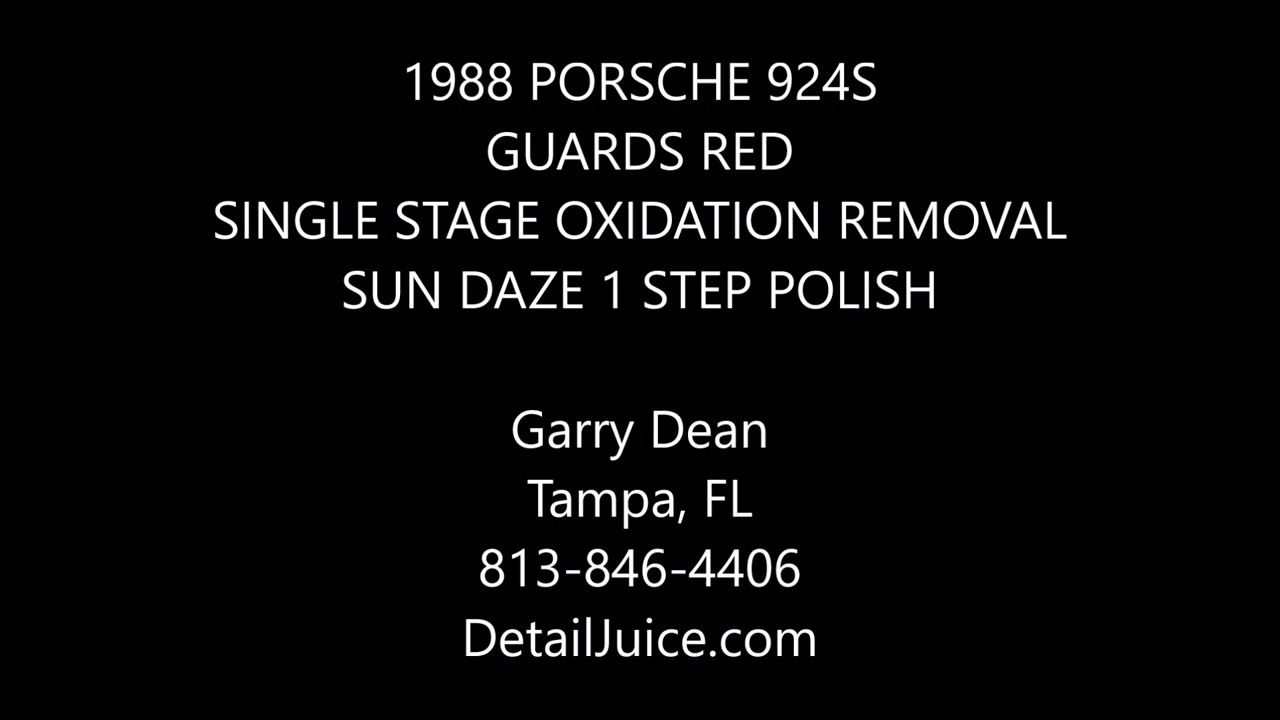 1988 PORSCHE 924S
GUARDS RED
SINGLE STAGE OXIDATION REMOVAL
SUN DAZE 1 STEP POLISH
Garry Dean
Tampa, FL
813-846-4406
DetailJuice.com